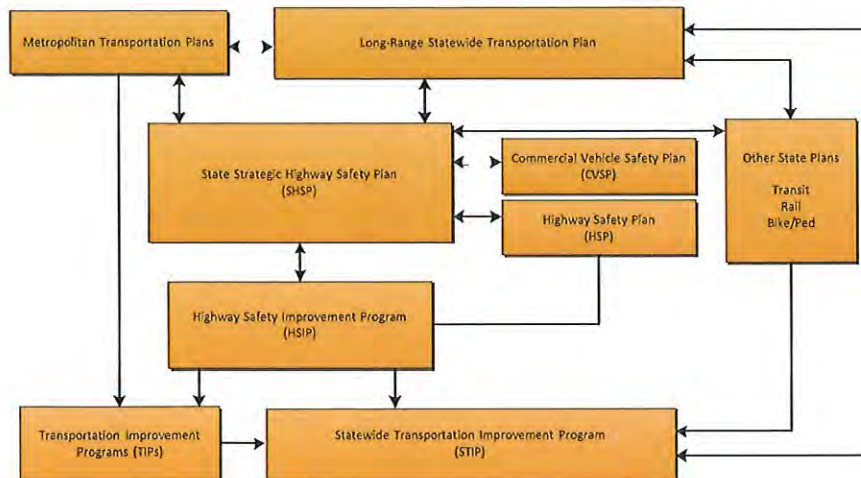 Metropolitan Transportation Plans
Long-Range Statewide Transportation Plan
State Strategic Highway Safety Plan
(SHSP)
Commercial Vehicle Safety Plan
(CVSP)
Highway Safety Plan
(HSP)
Other State Plans
Transit
Rail
Bike/Ped
Highway Safety Improvement Program
(HSIP)
Transportation Improvement
Programs (TIPs)
Statewide Transportation Improvement Program
(STIP)